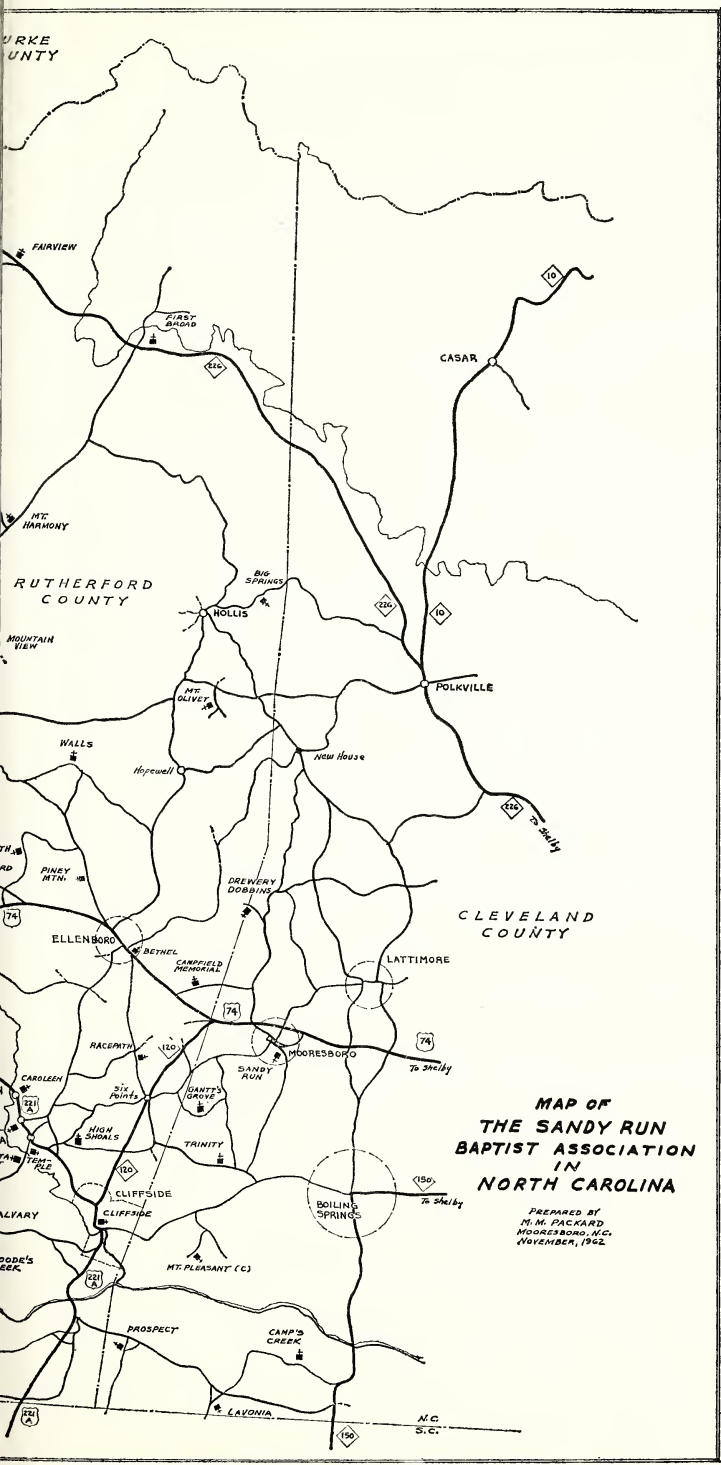 URKE
UNTY
FAIRVIEW
FIRST
BROAD
226
10
CASAR
MT.
HARMONY
RUTHERFORD
COUNTY
BIG
SPRINGS
HOLLIS
226
10
MOUNTAIN
VIEW
MT.
OLIVET
POLKVILLE
WALLS
New House
Hopewell
226
To Shelby
TH
RD
PINEY
MTN.
DREWERY
DOBBINS
74
CLEVELAND
COUNTY
ELLENBORO
BETHEL
LATTIMORE
CAMPFIELD
MEMORIAL
74
74
RACEPATH
120
MOORESBORO
To Shelby
SANDY
RUN
CAROLEEN
221
A
Six
Points
GANTT'S
GROVE
HIGH
SHOALS
TRINITY
TEM-
PLE
120
CLIFFSIDE
150
To Shelby
BOILING
SPRINGS
ALVARY
CLIFFSIDE
MAP OF
THE SANDY RUN
BAPTIST ASSOCIATION
IN
NORTH CAROLINA
PREPARED BY
M. M. PACKARD
MOORESBORO, N.C.
NOVEMBER, 1962
OODE'S
EEK
221
A
MT. PLEASANT (C)
PROSPECT
CAMP'S
CREEK
221
A
LAVONIA
N.C.
S.C.
150